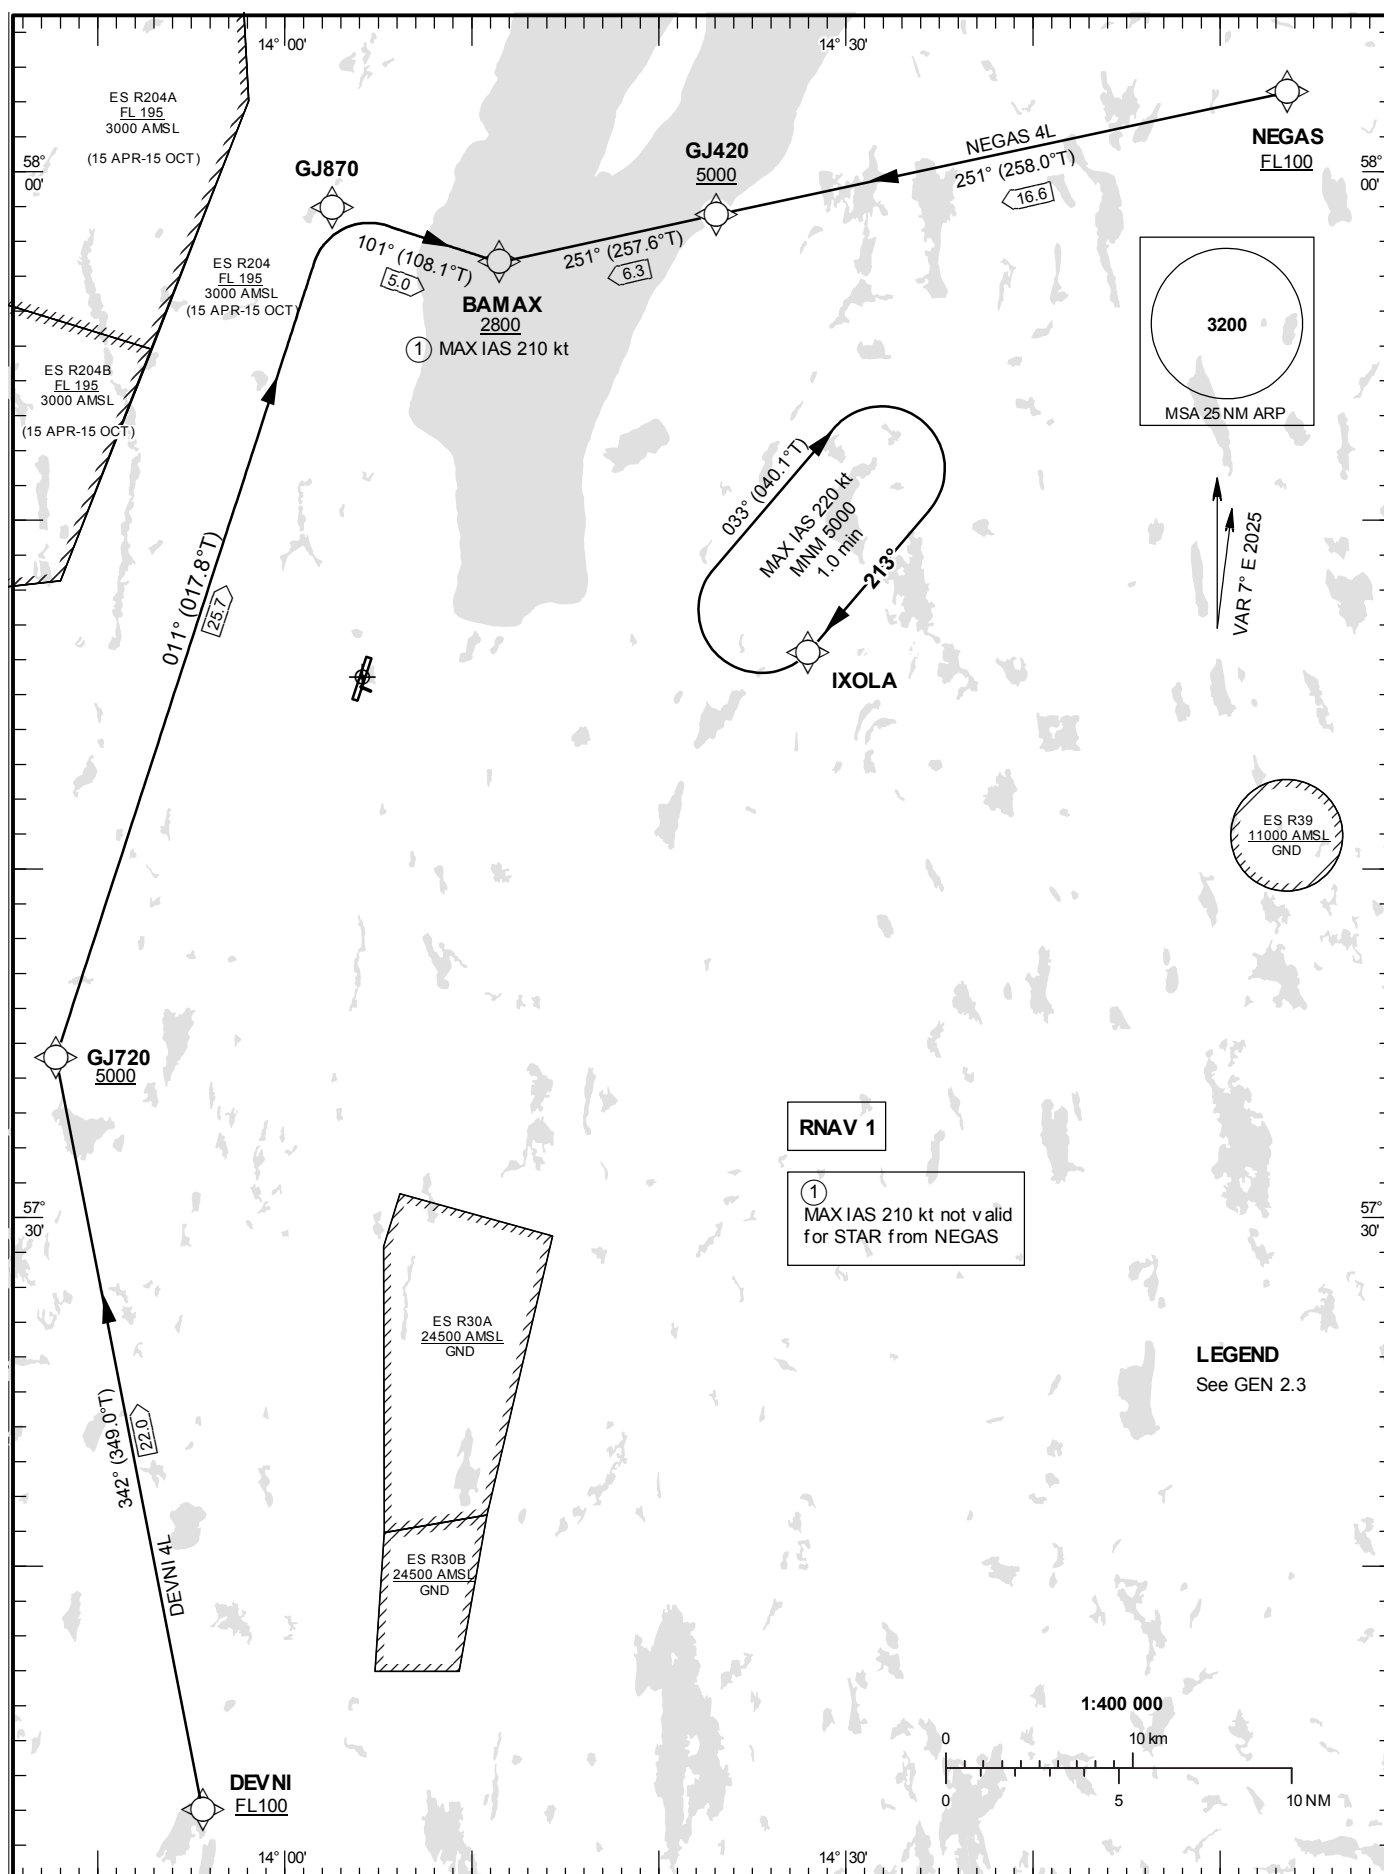 14° 00'
14° 30'
ES R204A
FL 195
3000 AMSL
(15 APR-15 OCT)
58°
00'
GJ870
GJ420
5000
NEGAS 4L
251° (258.0°T)
16.6
NEGAS
FL100
58°
00'
ES R204
FL 195
3000 AMSL
(15 APR-15 OCT)
101° (108.1°T)
5.0
251° (257.6°T)
6.3
BAMAX
2800
1 MAX IAS 210 kt
3200
MSA 25 NM ARP
ES R204B
FL 195
3000 AMSL
(15 APR-15 OCT)
033° (040.1°T)
MAX IAS 220 kt
MNM 5000
1.0 min
213°
IXOLA
VAR 7° E 2025
011° (017.8°T)
25.7
ES R39
11000 AMSL
GND
GJ720
5000
RNAV 1
1
MAX IAS 210 kt not valid
for STAR from NEGAS
57°
30'
57°
30'
ES R30A
24500 AMSL
GND
LEGEND
See GEN 2.3
342° (349.0°T)
22.0
DEVNI 4L
ES R30B
24500 AMSL
GND
DEVNI
FL100
1:400 000
0
10 km
0
5
10 NM
14° 00'
14° 30'